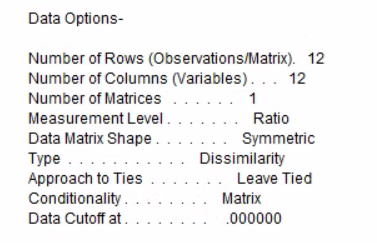 Data Options-
Number of Rows (Observations/Matrix). 12
Number of Columns (Variables) . . . 12
Number of Matrices . . . . . . 1
Measurement Level . . . . . . . Ratio
Data Matrix Shape . . . . . . . Symmetric
Type . . . . . . . . . . . Dissimilarity
Approach to Ties . . . . . . . Leave Tied
Conditionality . . . . . . . . Matrix
Data Cutoff at . . . . . . . . .000000